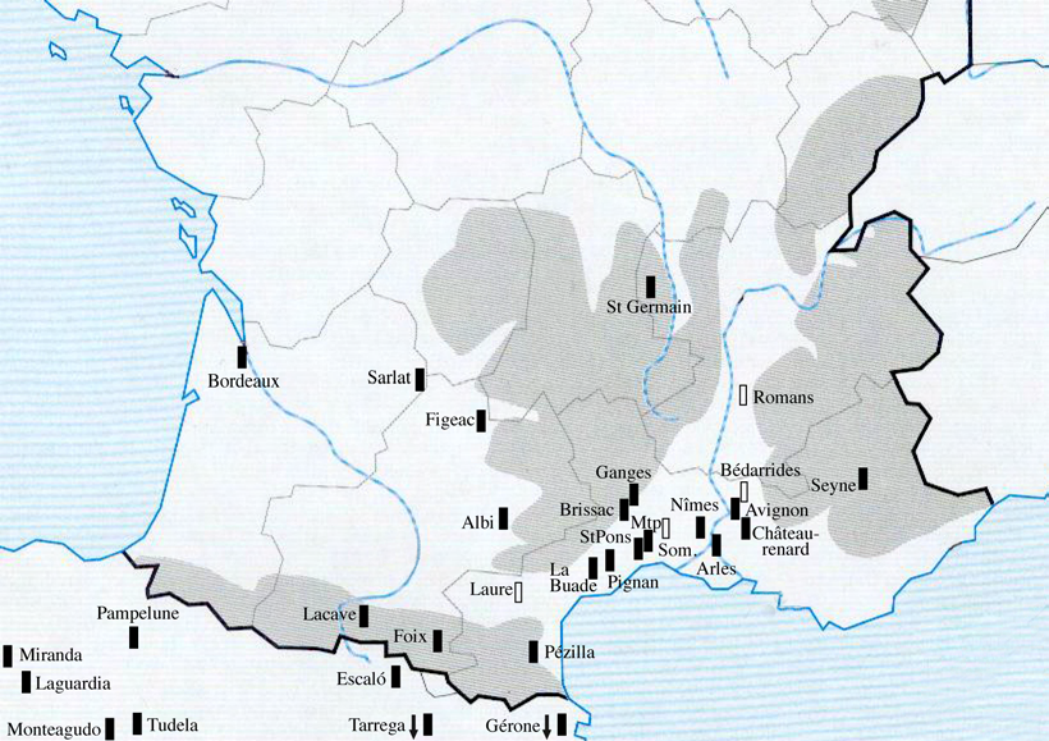 St Germain
Bordeaux
Sarlat
Romans
Figeac
Ganges
Bédarrides
Seyne
Brissac
Nîmes
Avignon
Albi
Mtp
Château-
renard
StPons
Som.
Arles
La
Buade
Pignan
Laure
Pampelune
Lacave
Foix
Pézilla
Miranda
Escaló
Laguardia
Monteagudo
Tudela
Tarrega
Gérone